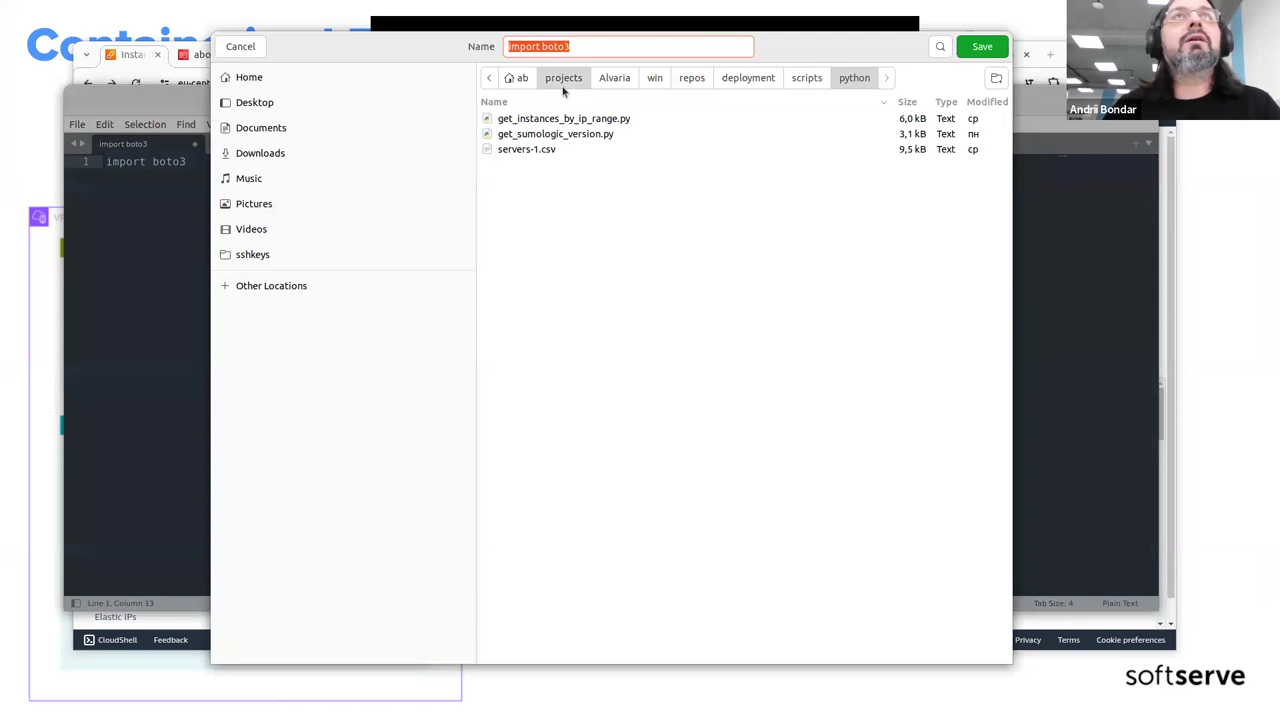 Insta
abo
Cancel
Name
import boto3
Save
Andrii Bondar
File Edit Selection Find
import boto3
1 import boto3
Home
Desktop
Documents
Downloads
Music
Pictures
Videos
sshkeys
Other Locations
ab projects Alvaria win repos deployment scripts python
Name Size Type Modified
get_instances_by_ip_range.py 6,0 kB Text ср
get_sumologic_version.py 3,1 kB Text пн
servers-1.csv 9,5 kB Text ср
Line 1, Column 13
Tab Size: 4 Plain Text
Elastic IPs
CloudShell Feedback
Privacy Terms Cookie preferences
softserve